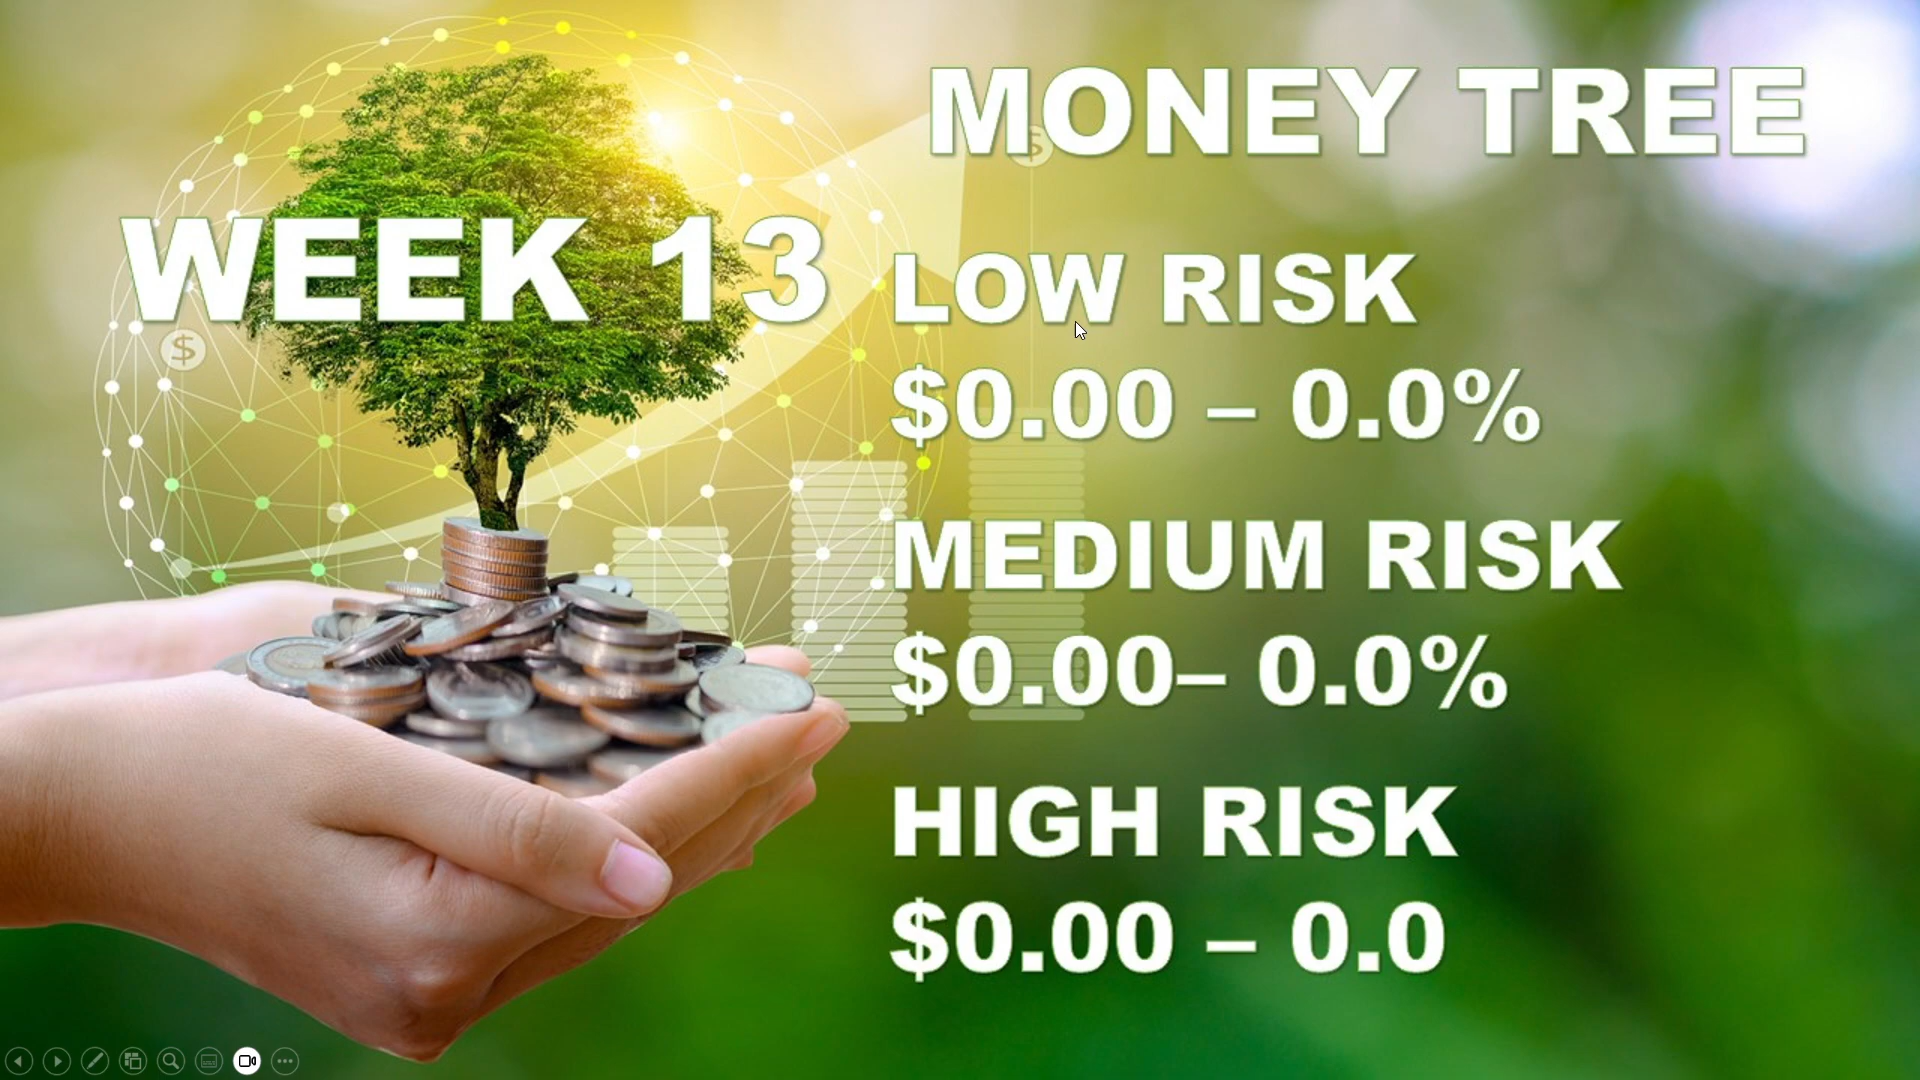 MONEY TREE
WEEK 13
LOW RISK
$0.00 – 0.0%
MEDIUM RISK
$0.00– 0.0%
HIGH RISK
$0.00 – 0.0